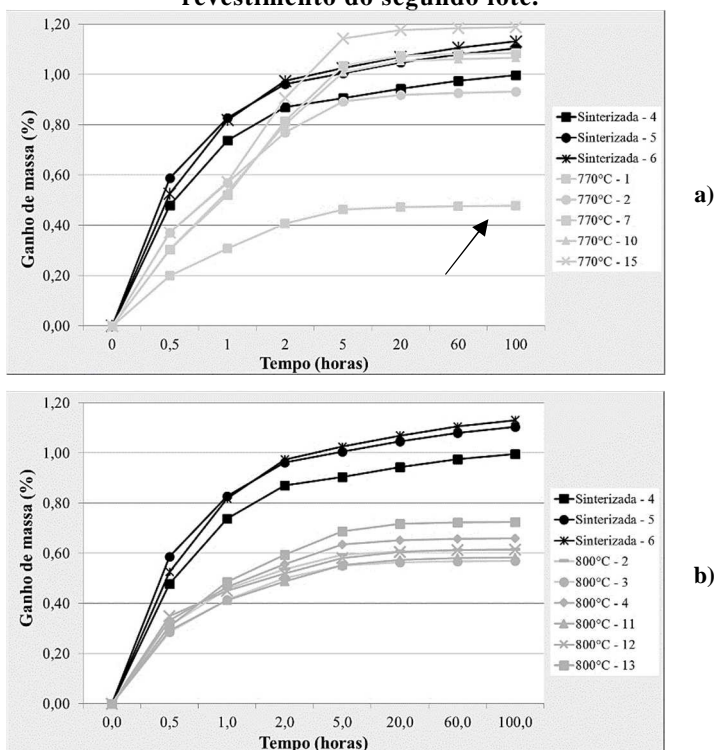 revestimento do segundo lote.
1,20
1,00
0,80
0,60
0,40
0,20
0,00
Ganho de massa (%)
0 0,5 1 2 5 20 60 100
Tempo (horas)
Sinterizada - 4
Sinterizada - 5
Sinterizada - 6
770°C - 1
770°C - 2
770°C - 7
770°C - 10
770°C - 15
a)
1,20
1,00
0,80
0,60
0,40
0,20
0,00
Ganho de massa (%)
0,0 0,5 1,0 2,0 5,0 20,0 60,0 100,0
Tempo (horas)
Sinterizada - 4
Sinterizada - 5
Sinterizada - 6
800°C - 2
800°C - 3
800°C - 4
800°C - 11
800°C - 12
800°C - 13
b)